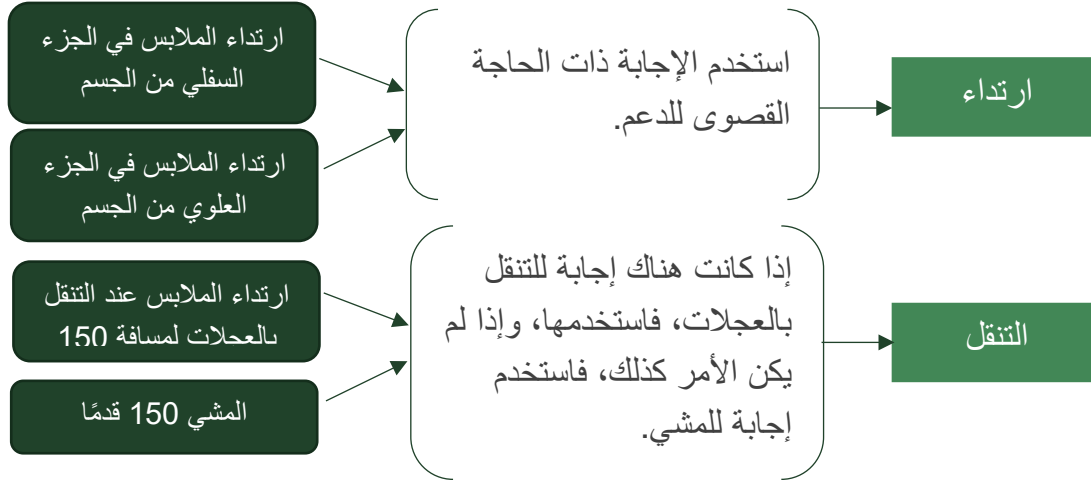 ارتداء الملابس في الجزء
السفلي من الجسم
ارتداء الملابس في الجزء
العلوي من الجسم
استخدم الإجابة ذات الحاجة
القصوى للدعم.
ارتداء
ارتداء الملابس عند التنقل
بالعجلات لمسافة 150
المشي 150 قدمًا
إذا كانت هناك إجابة للتنقل
بالعجلات، فاستخدمها، وإذا لم
يكن الأمر كذلك، فاستخدم
إجابة للمشي.
التنقل